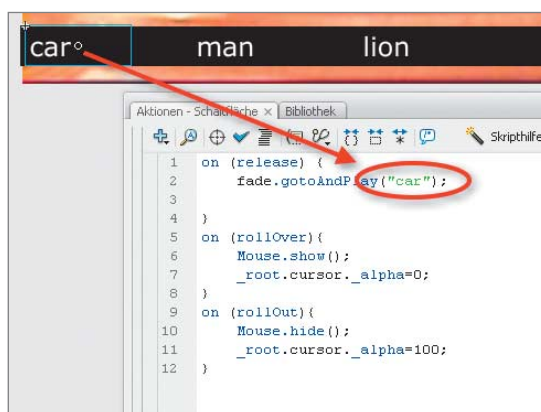 car man lion
Aktionen - Schaltfläche × Bibliothek
Skripthilfe
1 on (release) {
2 fade.gotoAndPlay("car");
3
4 }
5 on (rollOver){
6 Mouse.show();
7 _root.cursor._alpha=0;
8 }
9 on (rollOut){
10 Mouse.hide();
11 _root.cursor._alpha=100;
12 }